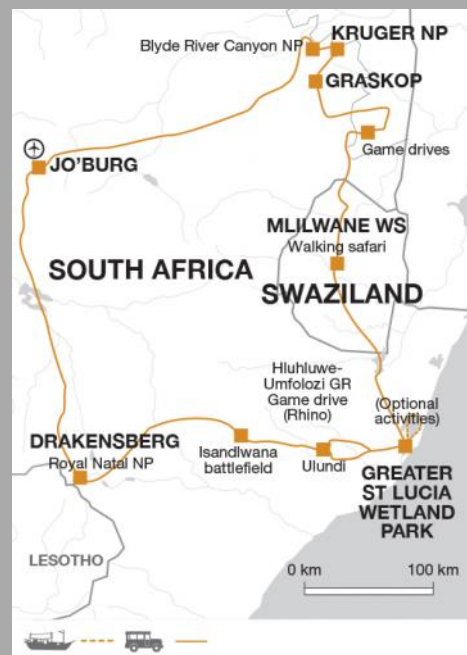 Blyde River Canyon NP
KRUGER NP
GRASKOP
Game drives
JO'BURG
MLILWANE WS
Walking safari
SOUTH AFRICA
SWAZILAND
Hluhluwe-
Umfolozi GR
Game drive
(Rhino)
(Optional
activities)
DRAKENSBERG
Royal Natal NP
Isandlwana
battlefield
Ulundi
GREATER
ST LUCIA
WETLAND
PARK
LESOTHO
0 km
100 km